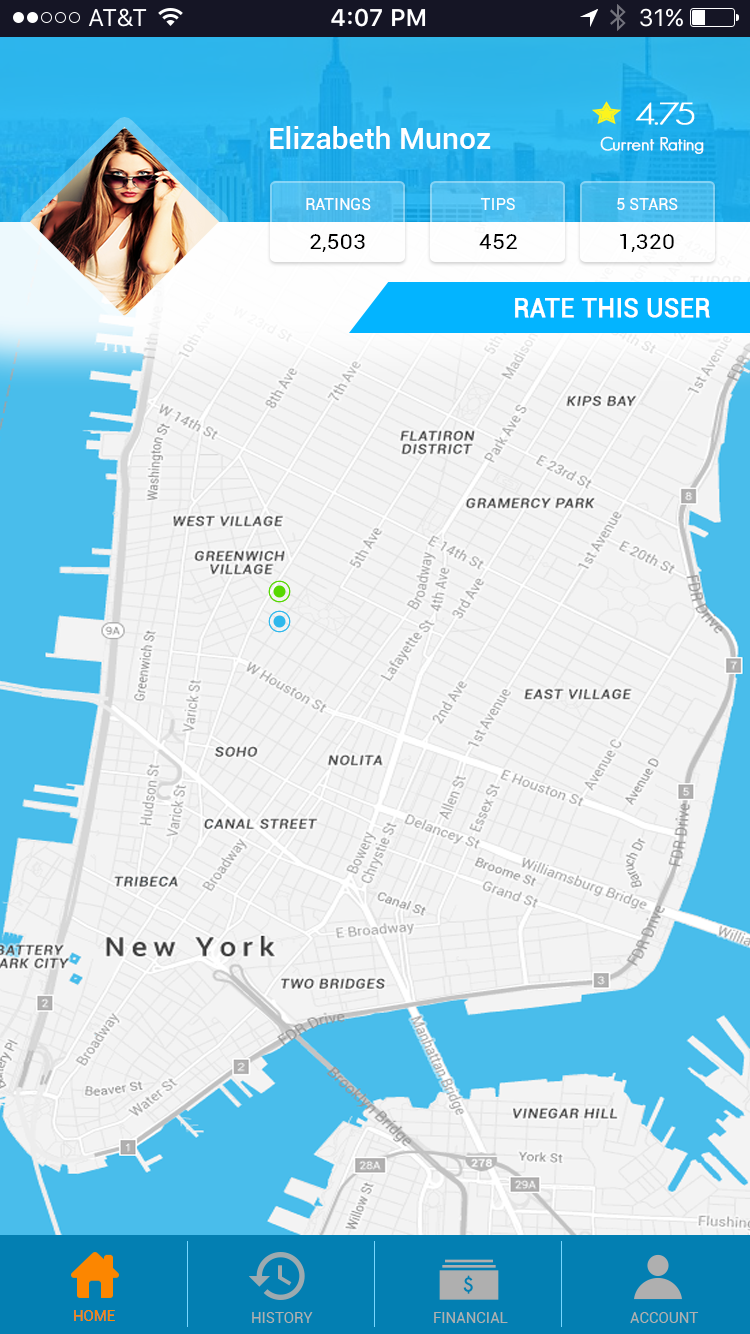 AT&T 4:07 PM 31%
4.75
Elizabeth Munoz
Current Rating
RATINGS TIPS 5 STARS
2,503 452 1,320
RATE THIS USER
W 23rd St
11th Ave
10th Ave
8th Ave
7th Ave
5th
Madison
1st Avenue
FDR D
KIPS BAY
W 14th St
Park Ave S
FLATIRON
DISTRICT
Washington St
E 23rd St
8
GRAMERCY PARK
WEST VILLAGE
GREENWICH
VILLAGE
5th Ave
E 14th St
1st Avenue
E 20th St
Broadway
4th Ave
3rd Ave
FDR Drive
9A
Greenwich St
Lafayette St
7
W Houston St
Varick St
2nd Ave
1st Avenue
EAST VILLAGE
SOHO
NOLITA
Hudson St
Varick St
E Houston St
Avenue C
Avenue D
5
Allen St
Essex St
CANAL STREET
Bowery
Chrystie St
Delancey St
FDR Drive
Broadway
Baruch Dr
Broome St
Williamsburg Bridge
TRIBECA
Grand St
Canal St
E Broadway
FDR Drive
Willia
New York
BATTERY
ARK CITY
TWO BRIDGES
3
2
FDR Drive
Broadway
Manhattan Bridge
tery Pl
2
Beaver St
Water St
Brooklyn Bridge
VINEGAR HILL
1
York St
28A
278
29A
Willow St
Flushing
HOME HISTORY FINANCIAL ACCOUNT